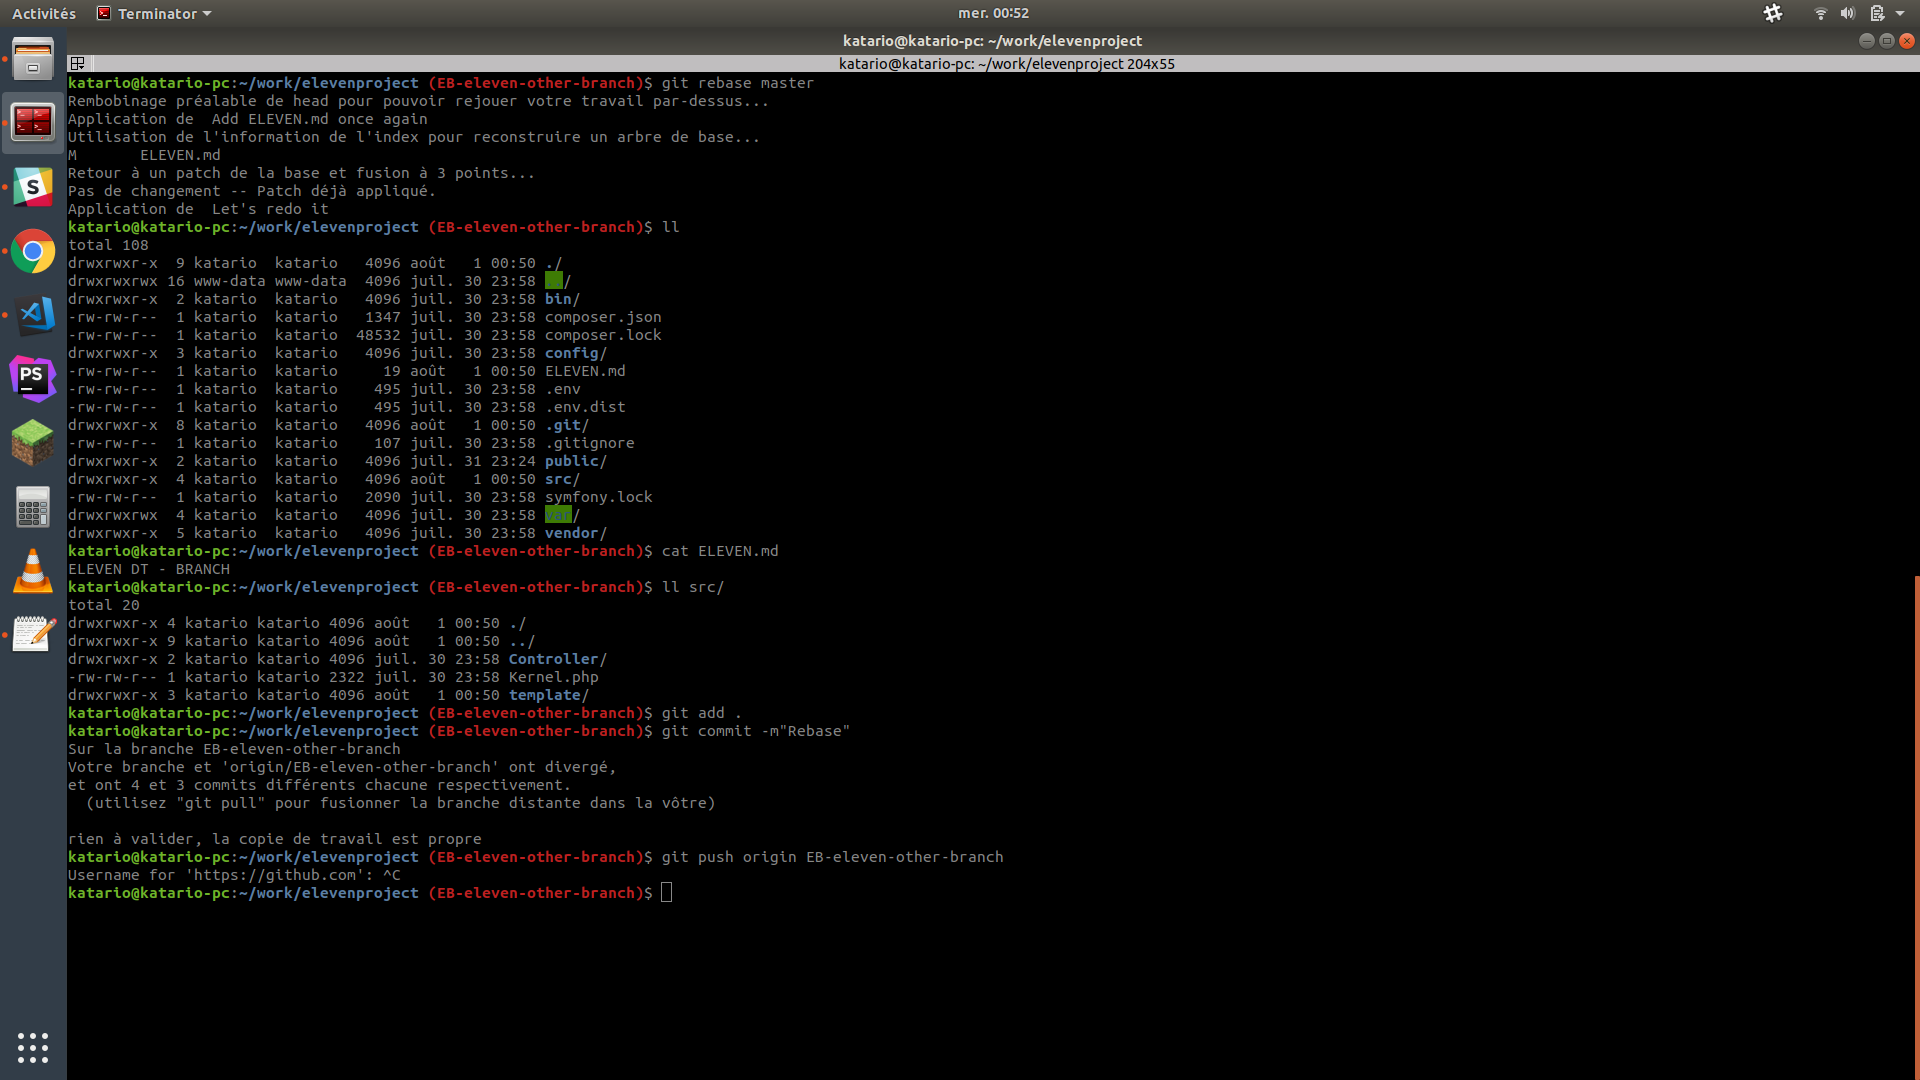 Activités Terminator mer. 00:52
katario@katario-pc: ~/work/elevenproject
katario@katario-pc: ~/work/elevenproject 204x55
katario@katario-pc:~/work/elevenproject (EB-eleven-other-branch)$ git rebase master
Rembobinage préalable de head pour pouvoir rejouer votre travail par-dessus...
Application de  Add ELEVEN.md once again
Utilisation de l'information de l'index pour reconstruire un arbre de base...
M       ELEVEN.md
Retour à un patch de la base et fusion à 3 points...
Pas de changement -- Patch déjà appliqué.
Application de  Let's redo it
katario@katario-pc:~/work/elevenproject (EB-eleven-other-branch)$ ll
total 108
drwxrwxr-x  9 katario  katario   4096 août   1 00:50 ./
drwxrwxrwx 16 www-data www-data  4096 juil. 30 23:58 ../
drwxrwxr-x  2 katario  katario   4096 juil. 30 23:58 bin/
-rw-rw-r--  1 katario  katario   1347 juil. 30 23:58 composer.json
-rw-rw-r--  1 katario  katario  48532 juil. 30 23:58 composer.lock
drwxrwxr-x  3 katario  katario   4096 juil. 30 23:58 config/
-rw-rw-r--  1 katario  katario     19 août   1 00:50 ELEVEN.md
-rw-rw-r--  1 katario  katario    495 juil. 30 23:58 .env
-rw-rw-r--  1 katario  katario    495 juil. 30 23:58 .env.dist
drwxrwxr-x  8 katario  katario   4096 août   1 00:50 .git/
-rw-rw-r--  1 katario  katario    107 juil. 30 23:58 .gitignore
drwxrwxr-x  2 katario  katario   4096 juil. 31 23:24 public/
drwxrwxr-x  4 katario  katario   4096 août   1 00:50 src/
-rw-rw-r--  1 katario  katario   2090 juil. 30 23:58 symfony.lock
drwxrwxrwx  4 katario  katario   4096 juil. 30 23:58 var/
drwxrwxr-x  5 katario  katario   4096 juil. 30 23:58 vendor/
katario@katario-pc:~/work/elevenproject (EB-eleven-other-branch)$ cat ELEVEN.md
ELEVEN DT - BRANCH
katario@katario-pc:~/work/elevenproject (EB-eleven-other-branch)$ ll src/
total 20
drwxrwxr-x 4 katario katario 4096 août   1 00:50 ./
drwxrwxr-x 9 katario katario 4096 août   1 00:50 ../
drwxrwxr-x 2 katario katario 4096 juil. 30 23:58 Controller/
-rw-rw-r-- 1 katario katario 2322 juil. 30 23:58 Kernel.php
drwxrwxr-x 3 katario katario 4096 août   1 00:50 template/
katario@katario-pc:~/work/elevenproject (EB-eleven-other-branch)$ git add .
katario@katario-pc:~/work/elevenproject (EB-eleven-other-branch)$ git commit -m"Rebase"
Sur la branche EB-eleven-other-branch
Votre branche et 'origin/EB-eleven-other-branch' ont divergé,
et ont 4 et 3 commits différents chacune respectivement.
  (utilisez "git pull" pour fusionner la branche distante dans la vôtre)
rien à valider, la copie de travail est propre
katario@katario-pc:~/work/elevenproject (EB-eleven-other-branch)$ git push origin EB-eleven-other-branch
Username for 'https://github.com': ^C
katario@katario-pc:~/work/elevenproject (EB-eleven-other-branch)$
S
PS